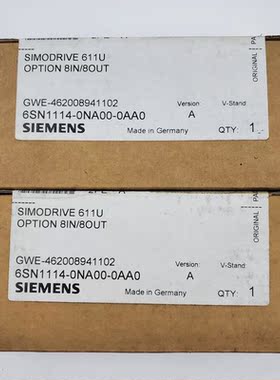 SIMODRIVE 611U
OPTION 8IN/8OUT
GWE-462008941102
Version:
V-Stand:
6SN1114-0NA00-0AA0
A
SIEMENS
Made in Germany
QTY:
1
ORIGINAL
PA
SIMODRIVE 611U
OPTION 8IN/8OUT
GWE-462008941102
Version:
V-Stand:
6SN1114-0NA00-0AA0
A
SIEMENS
Made in Germany
QTY:
1
ORIGINAL
PA